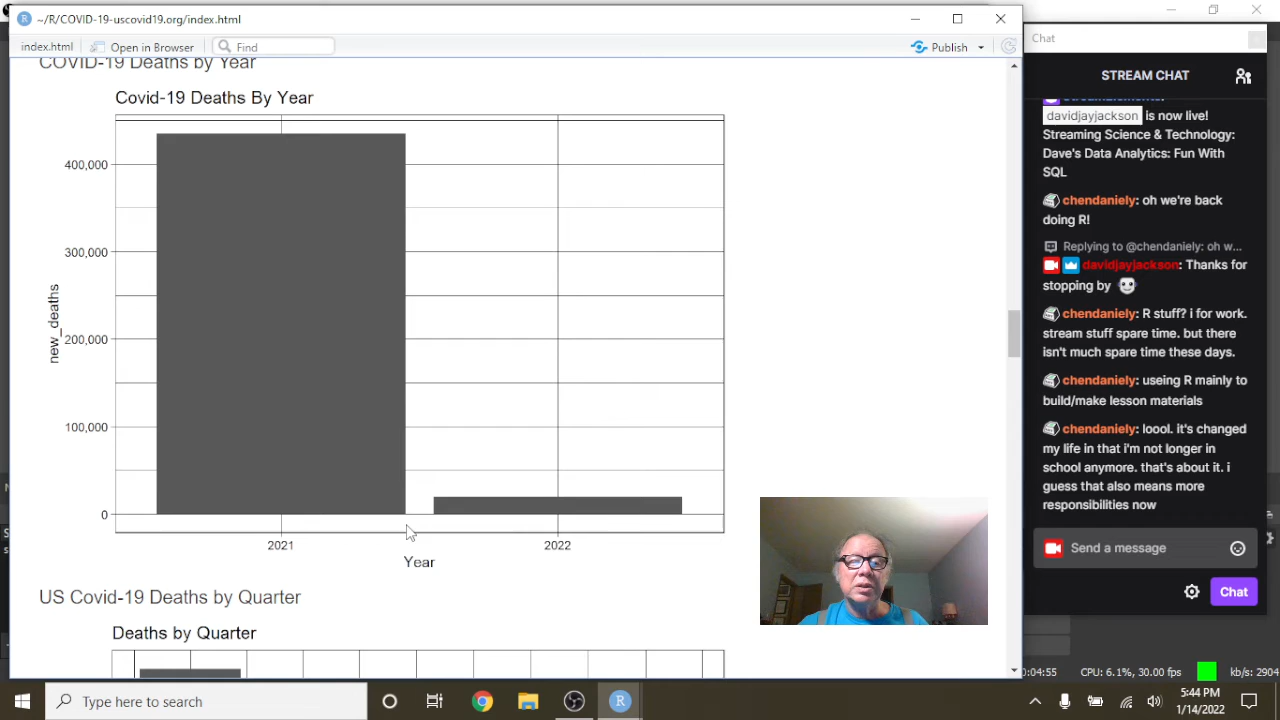 ~/R/COVID-19-uscovid19.org/index.html
index.html
Open in Browser
Find
Publish
COVID-19 Deaths by Year
Covid-19 Deaths By Year
400,000
300,000
200,000
100,000
0
new_deaths
2021
2022
Year
US Covid-19 Deaths by Quarter
Deaths by Quarter
Chat
STREAM CHAT
davidjayjackson is now live!
Streaming Science & Technology:
Dave's Data Analytics: Fun With
SQL
chendaniely: oh we're back
doing R!
Replying to @chendaniely: oh w...
davidjayjackson: Thanks for
stopping by
chendaniely: R stuff? i for work.
stream stuff spare time. but there
isn't much spare time these days.
chendaniely: useing R mainly to
build/make lesson materials
chendaniely: loool. it's changed
my life in that i'm not longer in
school anymore. that's about it. i
guess that also means more
responsibilities now
Send a message
Chat
:04:55
CPU: 6.1%, 30.00 fps
kb/s: 2904
Type here to search
R
5:44 PM
1/14/2022